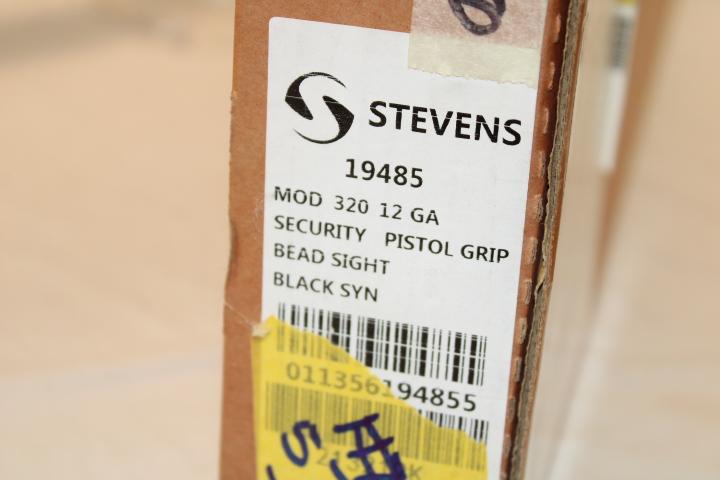 STEVENS
19485
MOD 320 12 GA
SECURITY PISTOL GRIP
BEAD SIGHT
BLACK SYN
011356194855